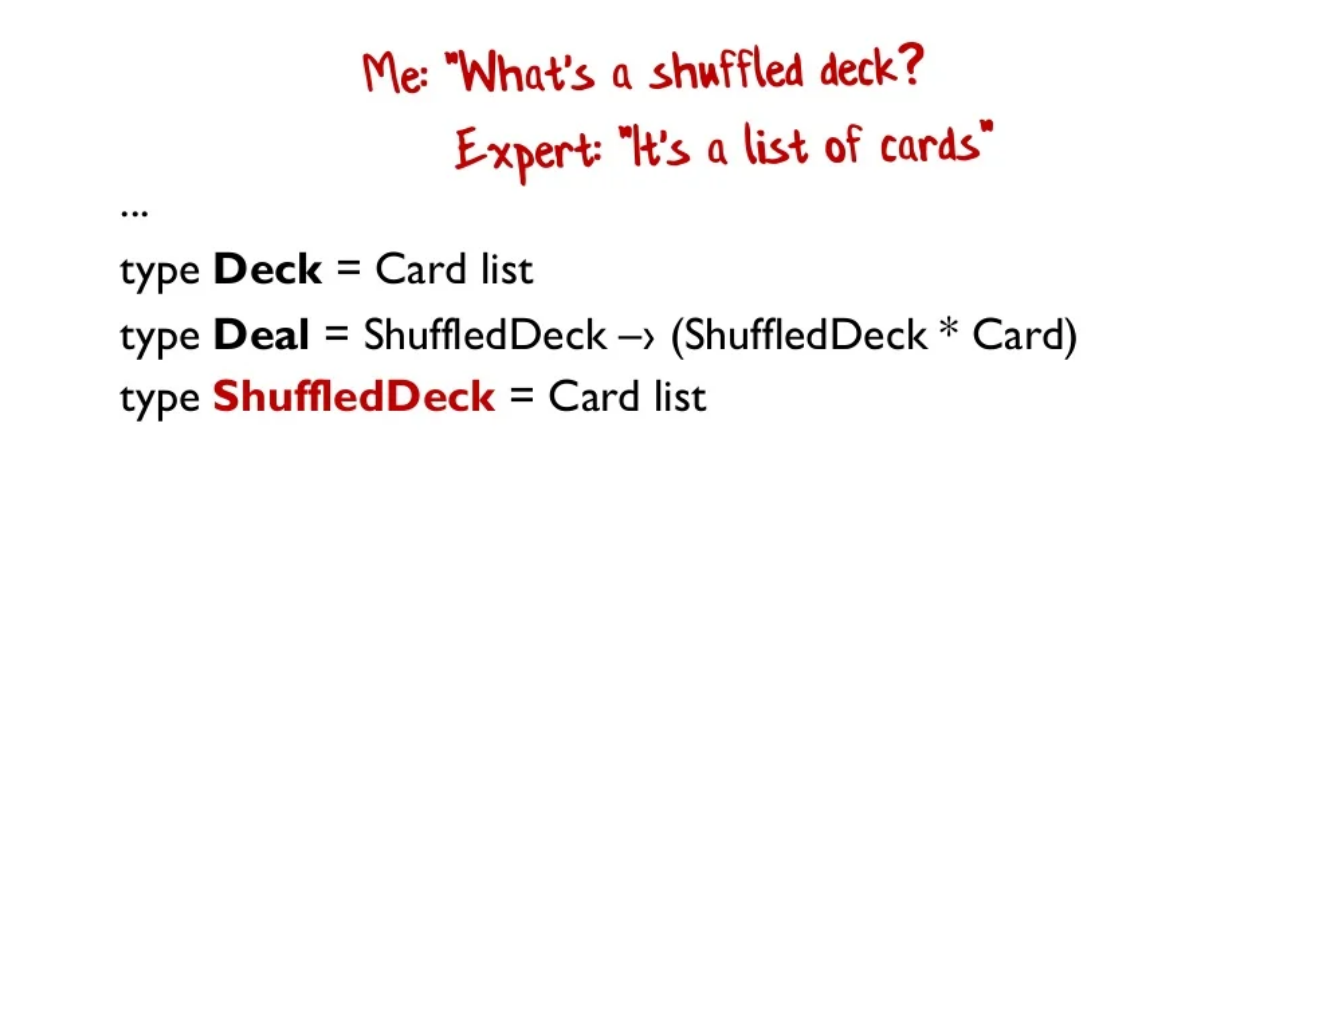 Me: "What's a shuffled deck?
Expert: "It's a list of cards"
...
type Deck = Card list
type Deal = ShuffledDeck –› (ShuffledDeck * Card)
type ShuffledDeck = Card list